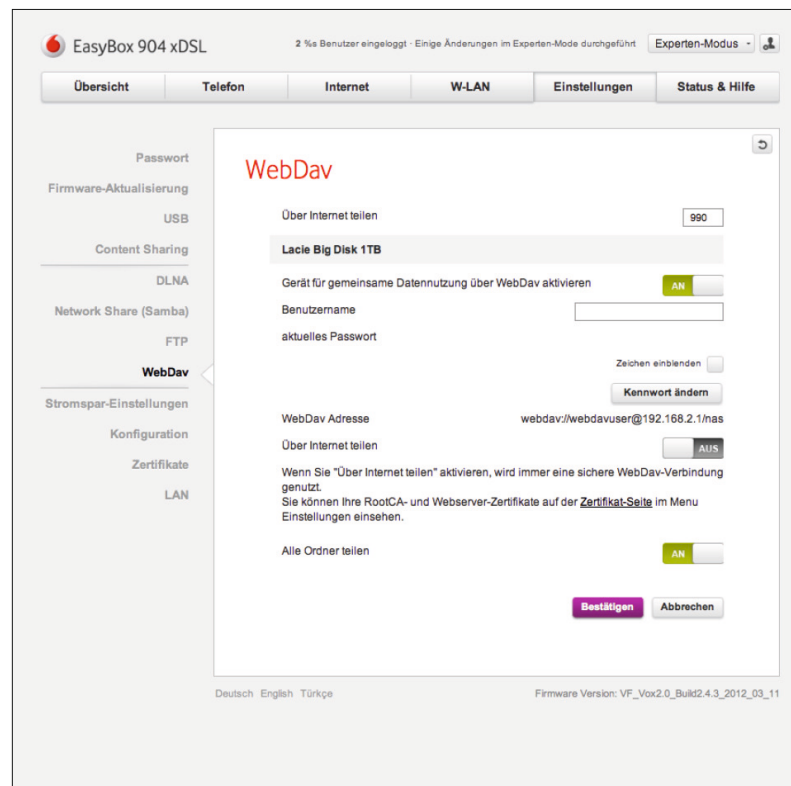 EasyBox 904 xDSL
2 %s Benutzer eingeloggt · Einige Änderungen im Experten-Mode durchgeführt
Experten-Modus
Übersicht
Telefon
Internet
W-LAN
Einstellungen
Status & Hilfe
Passwort
Firmware-Aktualisierung
USB
Content Sharing
DLNA
Network Share (Samba)
FTP
WebDav
Stromspar-Einstellungen
Konfiguration
Zertifikate
LAN
WebDav
Über Internet teilen
990
Lacie Big Disk 1TB
Gerät für gemeinsame Datennutzung über WebDav aktivieren
AN
Benutzername
aktuelles Passwort
Zeichen einblenden
Kennwort ändern
WebDav Adresse
webdav://webdavuser@192.168.2.1/nas
Über Internet teilen
AUS
Wenn Sie "Über Internet teilen" aktivieren, wird immer eine sichere WebDav-Verbindung
genutzt.
Sie können Ihre RootCA- und Webserver-Zertifikate auf der Zertifikat-Seite im Menu
Einstellungen einsehen.
Alle Ordner teilen
AN
Bestätigen
Abbrechen
Deutsch English Türkçe
Firmware Version: VF_Vox2.0_Build2.4.3_2012_03_11